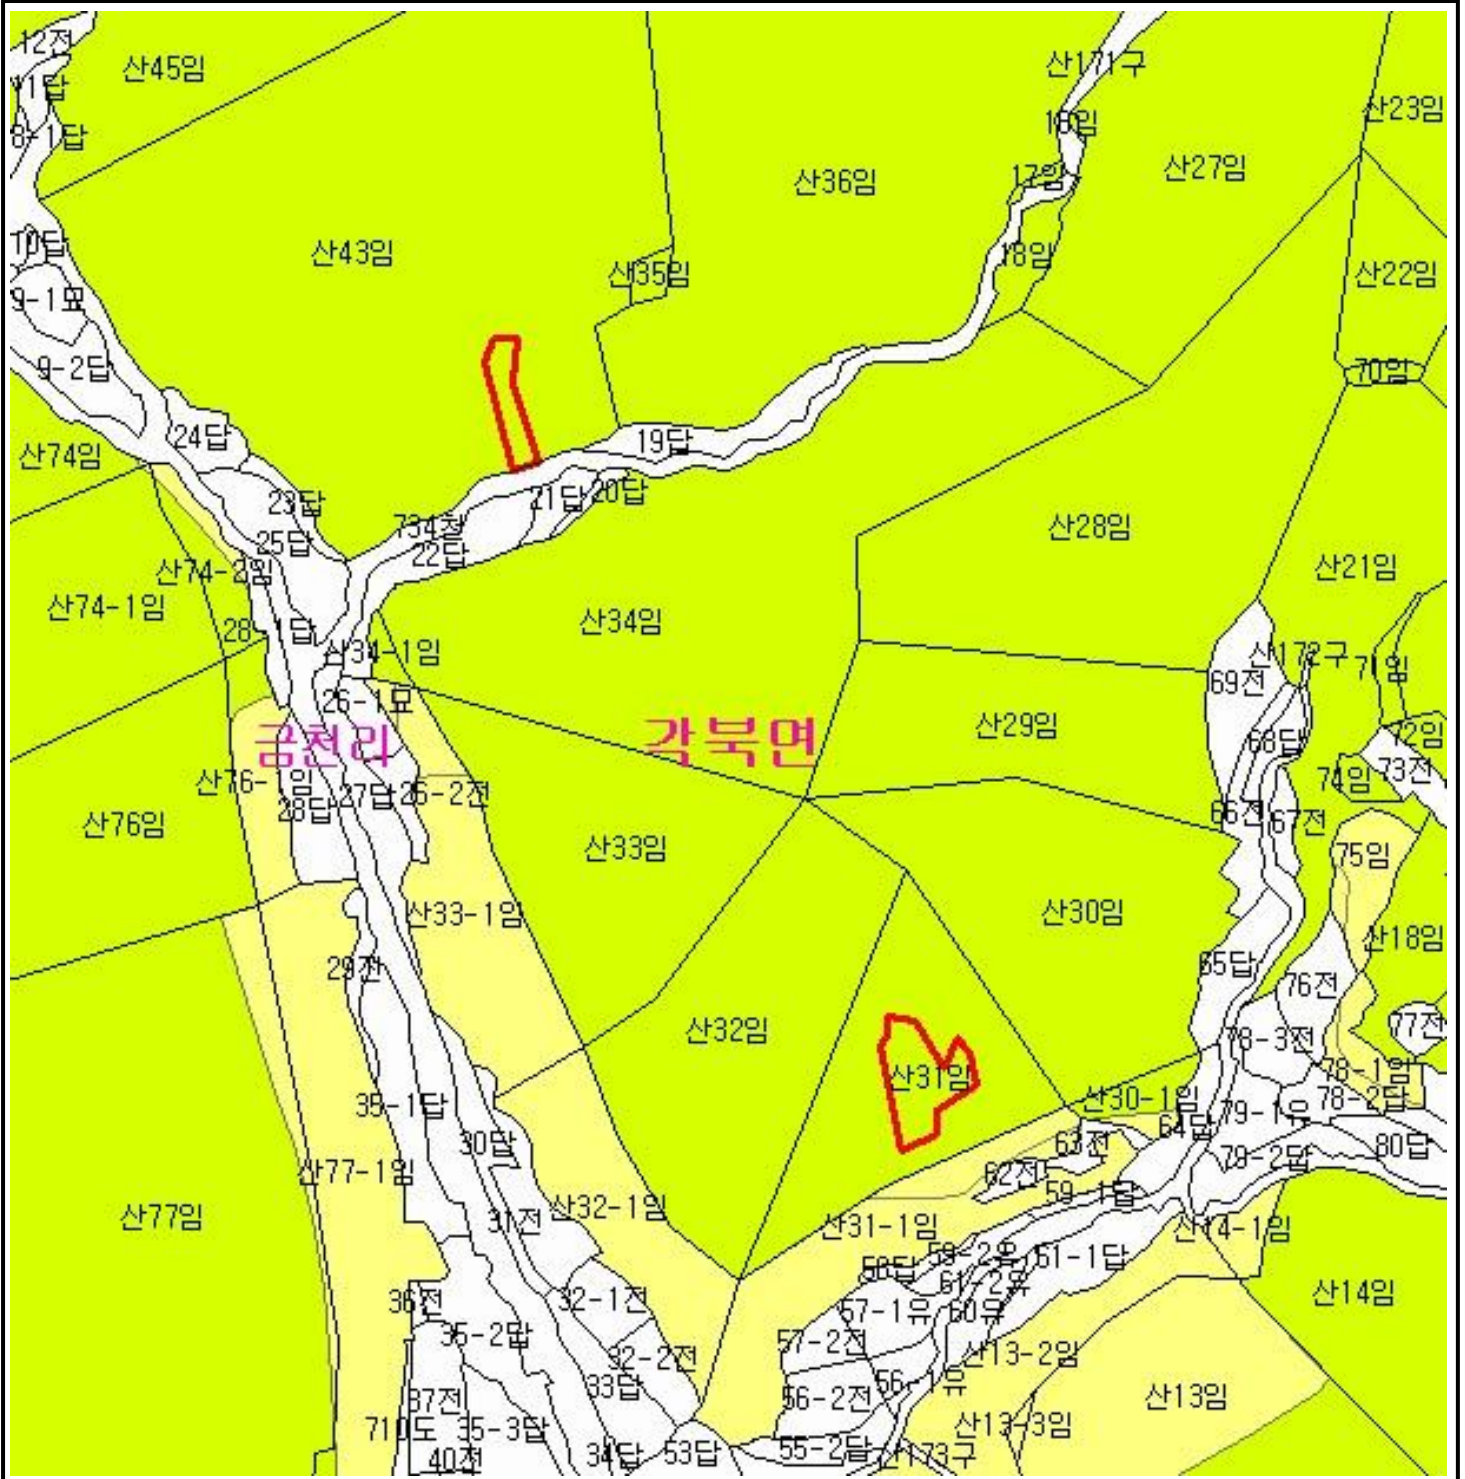 12전
산45임
산171구
11답
산23임
8-1답
16임
산36임
산27임
17임
10답
산43임
산35임
18임
산22임
9-1묘
9-2답
70임
24답
19답
산74임
23답
21답
20답
734천
25답
22답
산28임
산74-2임
산21임
산74-1임
산34임
28-1답
산34-1임
산172구
71임
69전
26-1묘
금천리
각북면
산29임
68답
72임
73전
74임
산76-1임
28답
27답
26-2전
66전
67전
산76임
산33임
75임
산33-1임
산30임
산18임
29전
65답
76전
산32임
77전
78-3전
산31임
78-1임
35-1답
산30-1임
78-2답
79-1유
64답
30답
63전
80답
79-2답
산77-1임
62전
59-1답
산77임
31전
산32-1임
산31-1임
산14-1임
59-2유
61-1답
58답
61-2유
산14임
36전
32-1전
57-1유
60유
35-2답
57-2전
32-2전
산13-2임
33답
56-1유
37전
56-2전
산13임
710도
35-3답
산13-3임
40전
34답
53답
55-2답
산173구